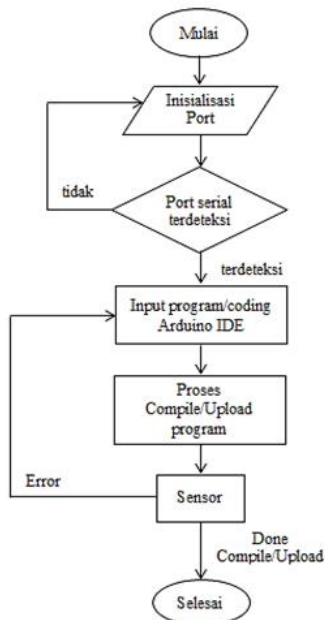 Mulai
Inisialisasi
Port
tidak
Port serial
terdeteksi
terdeteksi
Input program/coding
Arduino IDE
Proses
Compile/Upload
program
Error
Sensor
Done
Compile/Upload
Selesai